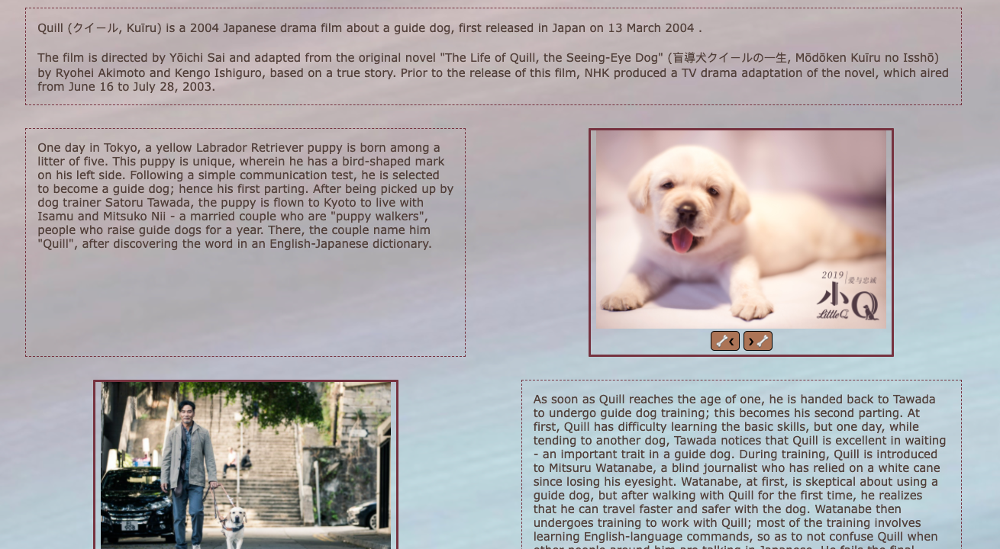 Quill (クイール, Kuīru) is a 2004 Japanese drama film about a guide dog, first released in Japan on 13 March 2004 .
The film is directed by Yōichi Sai and adapted from the original novel "The Life of Quill, the Seeing-Eye Dog" (盲導犬クイールの一生, Mōdōken Kuīru no Isshō)
by Ryohei Akimoto and Kengo Ishiguro, based on a true story. Prior to the release of this film, NHK produced a TV drama adaptation of the novel, which aired
from June 16 to July 28, 2003.
One day in Tokyo, a yellow Labrador Retriever puppy is born among a
litter of five. This puppy is unique, wherein he has a bird-shaped mark
on his left side. Following a simple communication test, he is selected
to become a guide dog; hence his first parting. After being picked up by
dog trainer Satoru Tawada, the puppy is flown to Kyoto to live with
Isamu and Mitsuko Nii - a married couple who are "puppy walkers",
people who raise guide dogs for a year. There, the couple name him
"Quill", after discovering the word in an English-Japanese dictionary.
2019 爱与忠诚
小Q
Little Q
As soon as Quill reaches the age of one, he is handed back to Tawada
to undergo guide dog training; this becomes his second parting. At
first, Quill has difficulty learning the basic skills, but one day, while
tending to another dog, Tawada notices that Quill is excellent in waiting
- an important trait in a guide dog. During training, Quill is introduced
to Mitsuru Watanabe, a blind journalist who has relied on a white cane
since losing his eyesight. Watanabe, at first, is skeptical about using a
guide dog, but after walking with Quill for the first time, he realizes
that he can travel faster and safer with the dog. Watanabe then
undergoes training to work with Quill; most of the training involves
learning English-language commands, so as to not confuse Quill when
other people around him are talking in Japanese. He fails the final